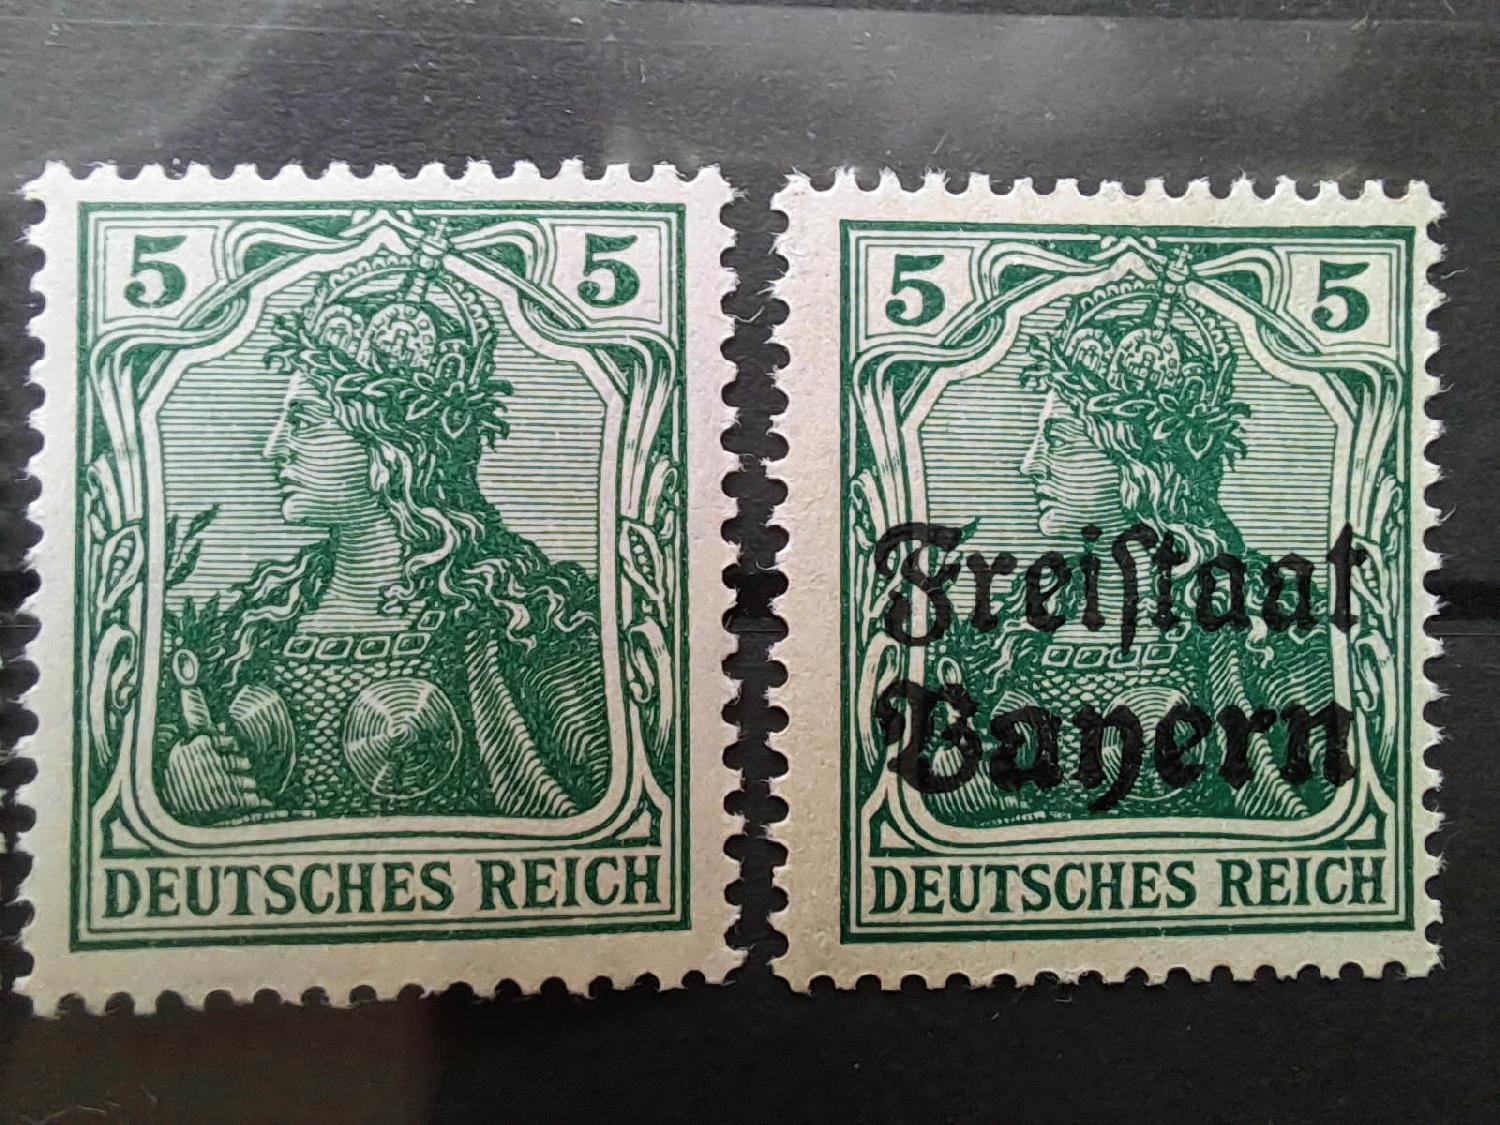 5 5
DEUTSCHES REICH
5 5
Freiſtaat
Bayern
DEUTSCHES REICH